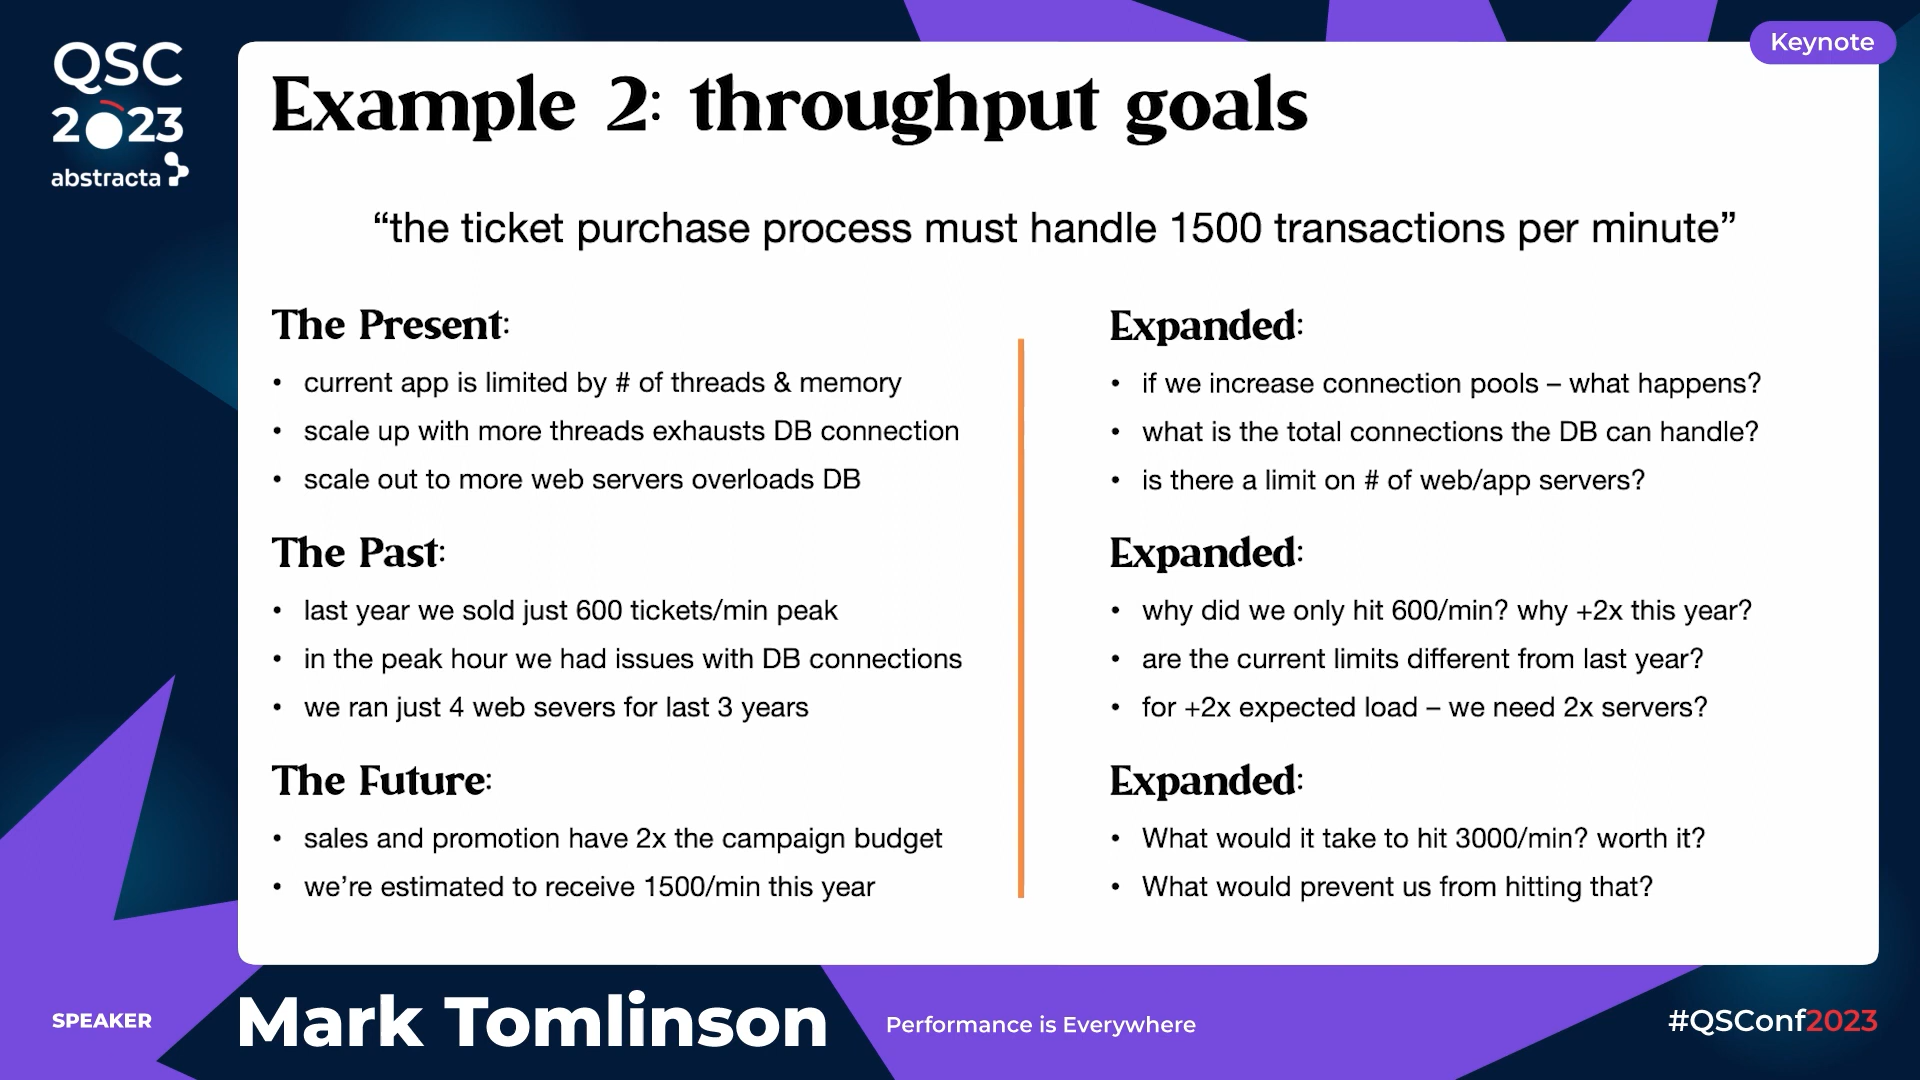 QSC
2023
abstracta
Keynote
Example 2: throughput goals
“the ticket purchase process must handle 1500 transactions per minute”
The Present:
• current app is limited by # of threads & memory
• scale up with more threads exhausts DB connection
• scale out to more web servers overloads DB
Expanded:
• if we increase connection pools – what happens?
• what is the total connections the DB can handle?
• is there a limit on # of web/app servers?
The Past:
• last year we sold just 600 tickets/min peak
• in the peak hour we had issues with DB connections
• we ran just 4 web severs for last 3 years
Expanded:
• why did we only hit 600/min? why +2x this year?
• are the current limits different from last year?
• for +2x expected load – we need 2x servers?
The Future:
• sales and promotion have 2x the campaign budget
• we’re estimated to receive 1500/min this year
Expanded:
• What would it take to hit 3000/min? worth it?
• What would prevent us from hitting that?
SPEAKER
Mark Tomlinson
Performance is Everywhere
#QSConf2023